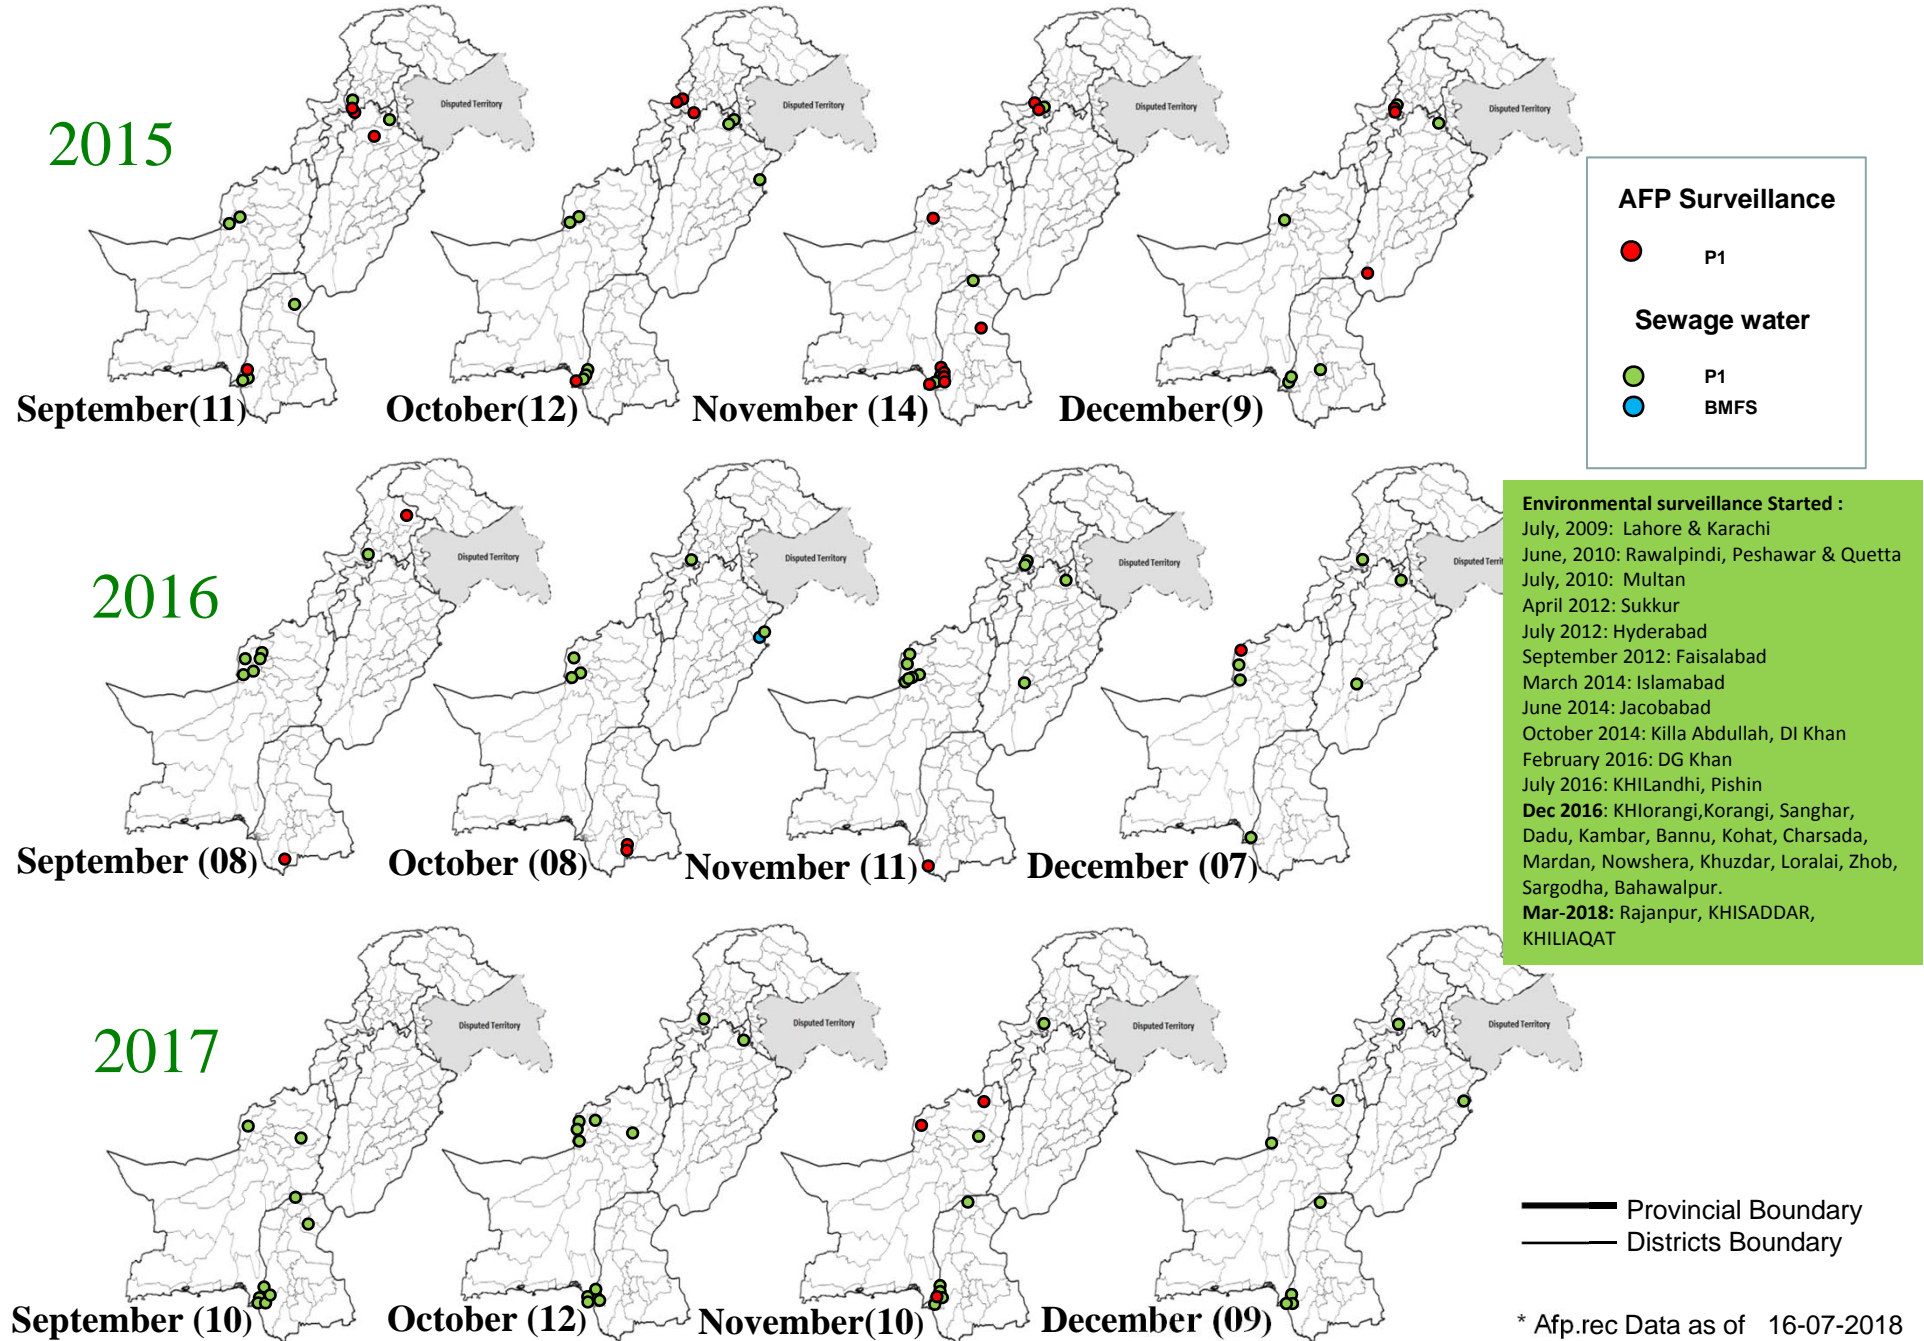 2015
Disputed Territory
Disputed Territory
Disputed Territory
Disputed Territory
September(11)
October(12)
November (14)
December(9)
AFP Surveillance
P1
Sewage water
P1
BMFS
2016
Disputed Territory
Disputed Territory
Disputed Territory
Disputed Terri
September (08)
October (08)
November (11)
December (07)
Environmental surveillance Started :
July, 2009: Lahore & Karachi
June, 2010: Rawalpindi, Peshawar & Quetta
July, 2010: Multan
April 2012: Sukkur
July 2012: Hyderabad
September 2012: Faisalabad
March 2014: Islamabad
June 2014: Jacobabad
October 2014: Killa Abdullah, DI Khan
February 2016: DG Khan
July 2016: KHILandhi, Pishin
Dec 2016: KHIorangi,Korangi, Sanghar,
Dadu, Kambar, Bannu, Kohat, Charsada,
Mardan, Nowshera, Khuzdar, Loralai, Zhob,
Sargodha, Bahawalpur.
Mar-2018: Rajanpur, KHISADDAR,
KHILIAQAT
2017
Disputed Territory
Disputed Territory
Disputed Territory
Disputed Territory
September (10)
October (12)
November(10)
December (09)
Provincial Boundary
Districts Boundary
* Afp.rec Data as of 16-07-2018